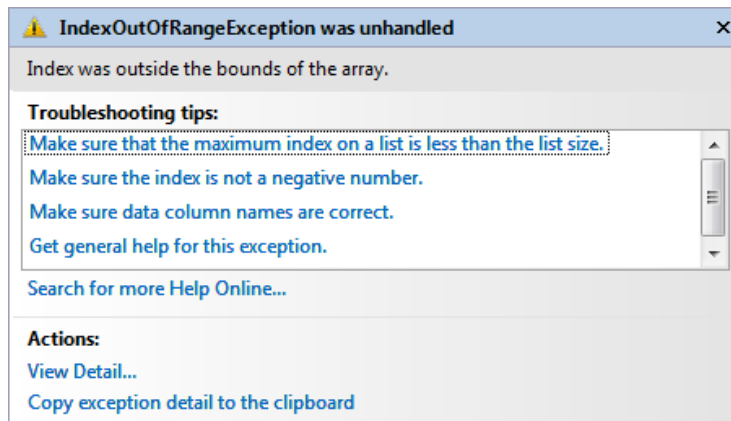 IndexOutOfRangeException was unhandled
Index was outside the bounds of the array.
Troubleshooting tips:
Make sure that the maximum index on a list is less than the list size.
Make sure the index is not a negative number.
Make sure data column names are correct.
Get general help for this exception.
Search for more Help Online...
Actions:
View Detail...
Copy exception detail to the clipboard